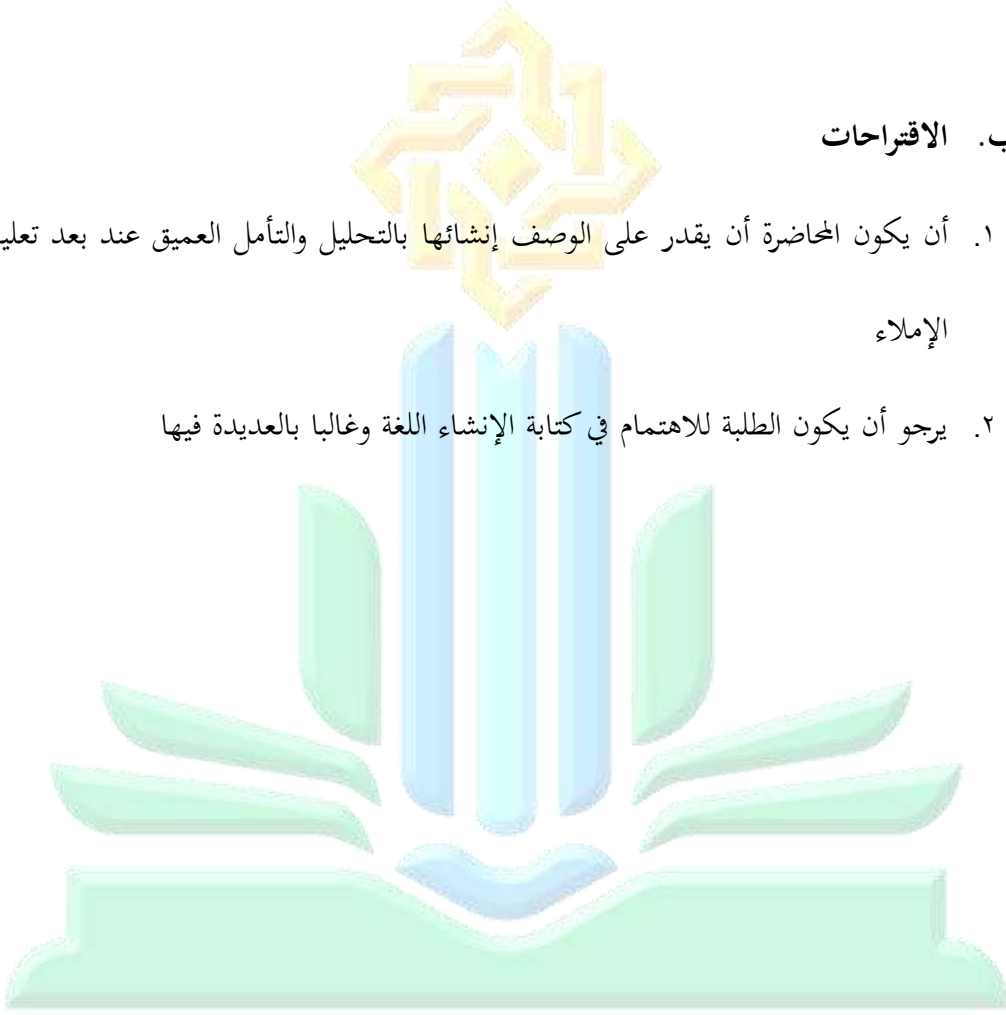 ب. الاقتراحات
١. أن يكون المحاضرة أن يقدر على الوصف إنشائها بالتحليل والتأمل العميق عند بعد تعلي
الإملاء
٢. يرجو أن يكون الطلبة للاهتمام في كتابة الإنشاء اللغة وغالبا بالعديدة فيها